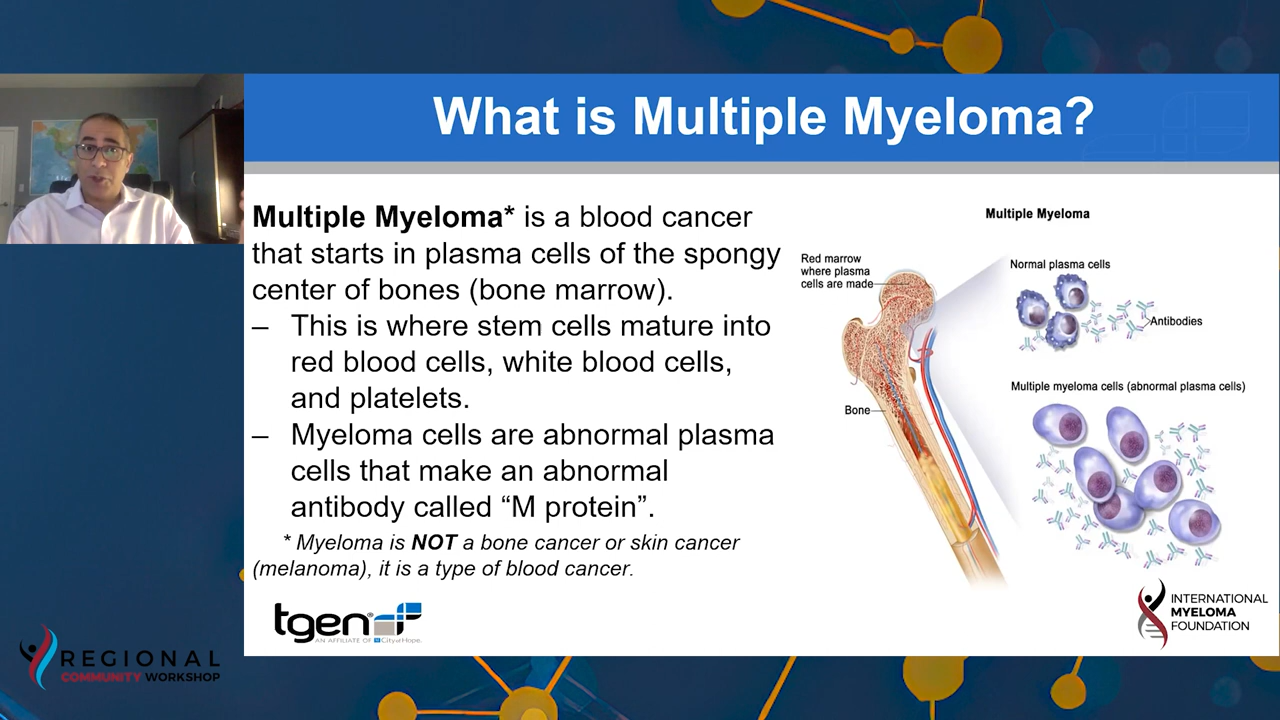 What is Multiple Myeloma?
Multiple Myeloma* is a blood cancer
that starts in plasma cells of the spongy
center of bones (bone marrow).
– This is where stem cells mature into
red blood cells, white blood cells,
and platelets.
– Myeloma cells are abnormal plasma
cells that make an abnormal
antibody called “M protein”.
* Myeloma is NOT a bone cancer or skin cancer
(melanoma), it is a type of blood cancer.
Multiple Myeloma
Red marrow
where plasma
cells are made
Normal plasma cells
Antibodies
Multiple myeloma cells (abnormal plasma cells)
Bone
tgen®
AN AFFILIATE OF City of Hope.
INTERNATIONAL
MYELOMA
FOUNDATION
REGIONAL
COMMUNITY WORKSHOP